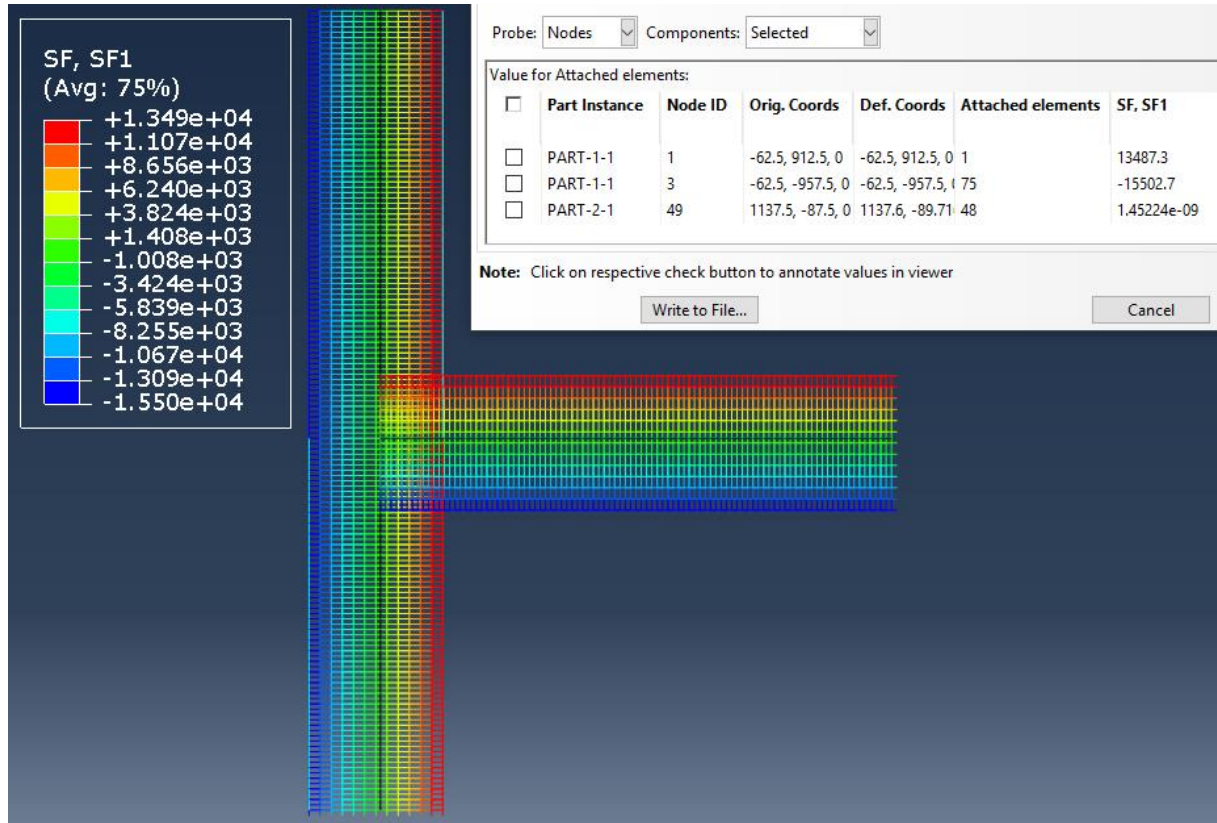 SF, SF1
(Avg: 75%)
+1.349e+04
+1.107e+04
+8.656e+03
+6.240e+03
+3.824e+03
+1.408e+03
-1.008e+03
-3.424e+03
-5.839e+03
-8.255e+03
-1.067e+04
-1.309e+04
-1.550e+04
Probe: Nodes Components: Selected
Value for Attached elements:
Part Instance Node ID Orig. Coords Def. Coords Attached elements SF, SF1
PART-1-1 1 -62.5, 912.5, 0 -62.5, 912.5, 0 1 13487.3
PART-1-1 3 -62.5, -957.5, 0 -62.5, -957.5, ( 75 -15502.7
PART-2-1 49 1137.5, -87.5, 0 1137.6, -89.71 48 1.45224e-09
Note: Click on respective check button to annotate values in viewer
Write to File... Cancel